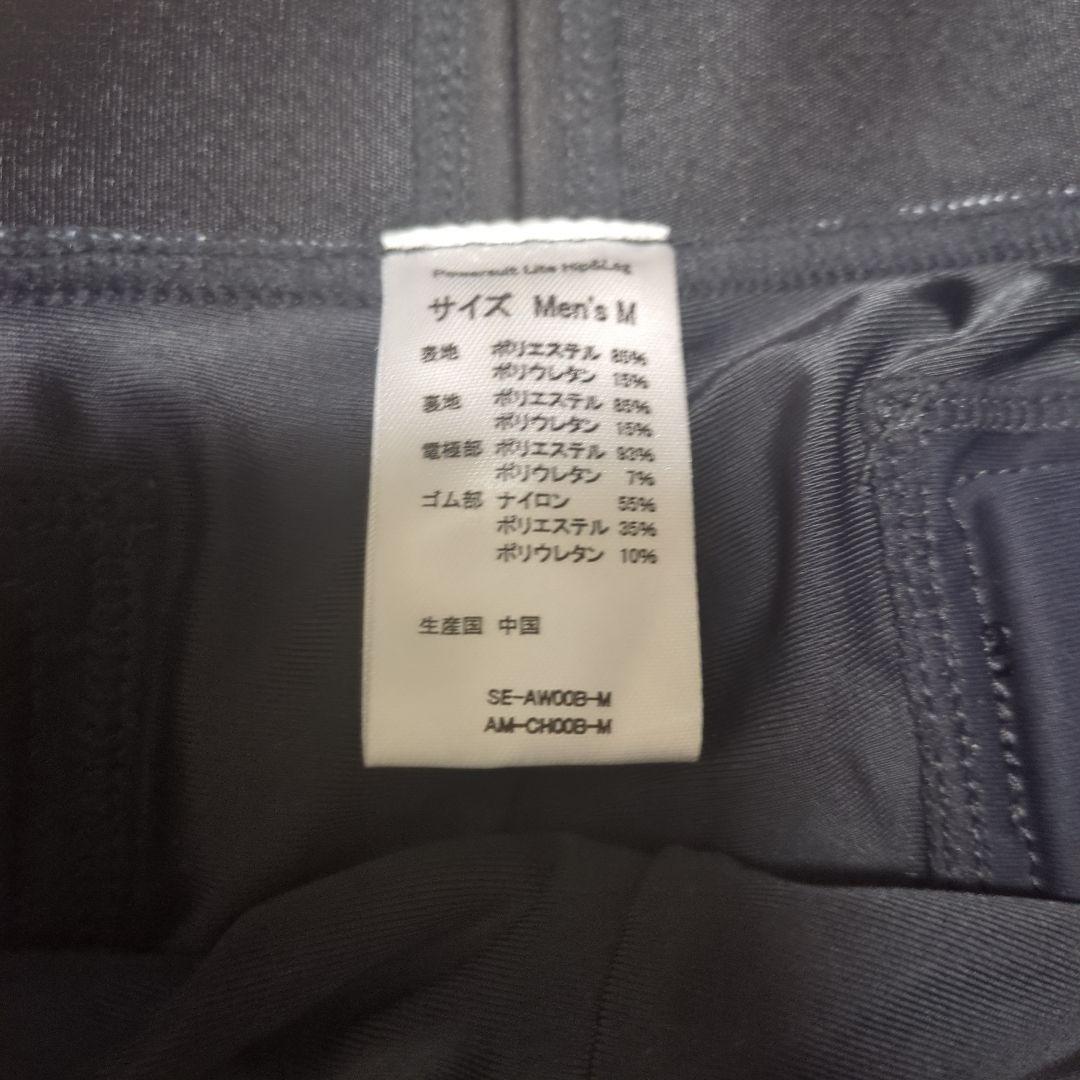 Powersuit Lite Hip&Leg
サイズ Men's M
表地 ポリエステル 85%
ポリウレタン 15%
裏地 ポリエステル 85%
ポリウレタン 15%
電極部 ポリエステル 93%
ポリウレタン 7%
ゴム部 ナイロン 55%
ポリエステル 35%
ポリウレタン 10%
生産国 中国
SE-AW00B-M
AM-CH00B-M